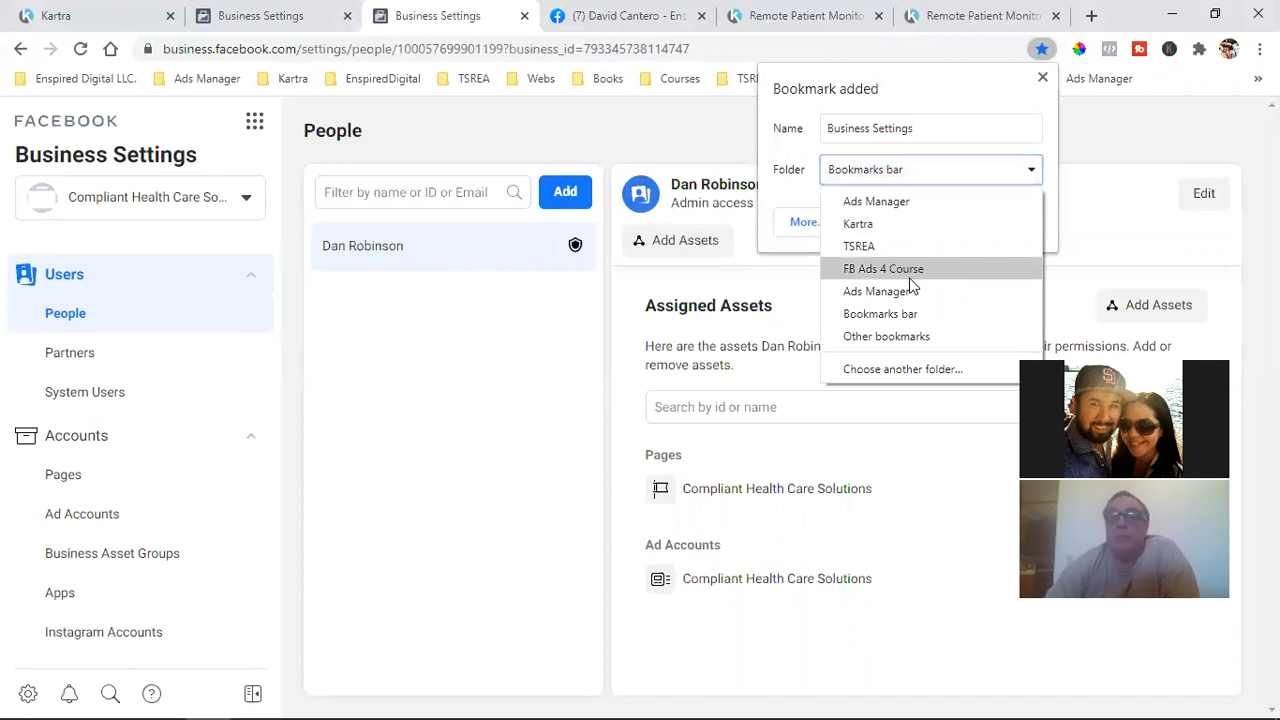 Kartra
Business Settings
Business Settings
(7) David Cantero - Ens
Remote Patient Monito
Remote Patient Monito
business.facebook.com/settings/people/100057699901199?business_id=793345738114747
Enspired Digital LLC.
Ads Manager
Kartra
EnspiredDigital
TSREA
Webs
Books
Courses
TSRE
Ads Manager
FACEBOOK
Business Settings
Compliant Health Care So...
Users
People
Partners
System Users
Accounts
Pages
Ad Accounts
Business Asset Groups
Apps
Instagram Accounts
People
Filter by name or ID or Email
Add
Dan Robinson
Dan Robinson
Admin access
Edit
Add Assets
Assigned Assets
Add Assets
Here are the assets Dan Robin
ir permissions. Add or
remove assets.
Search by id or name
Pages
Compliant Health Care Solutions
Ad Accounts
Compliant Health Care Solutions
Bookmark added
Name
Business Settings
Folder
Bookmarks bar
More.
Ads Manager
Kartra
TSREA
FB Ads 4 Course
Ads Manager
Bookmarks bar
Other bookmarks
Choose another folder...